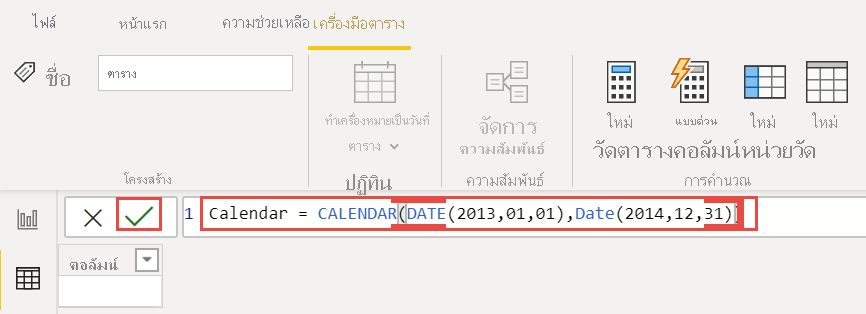 ไฟล์ หน้าแรก ความช่วยเหลือ เครื่องมือตาราง
ชื่อ ตาราง
ทำเครื่องหมายเป็นวันที่
ตาราง
จัดการ
ความสัมพันธ์
ใหม่ แบบด่วน ใหม่ ใหม่
วัดตารางคอลัมน์หน่วยวัด
โครงสร้าง ปฏิทิน ความสัมพันธ์ การคำนวณ
1 Calendar = CALENDAR(DATE(2013,01,01),Date(2014,12,31)
คอลัมน์